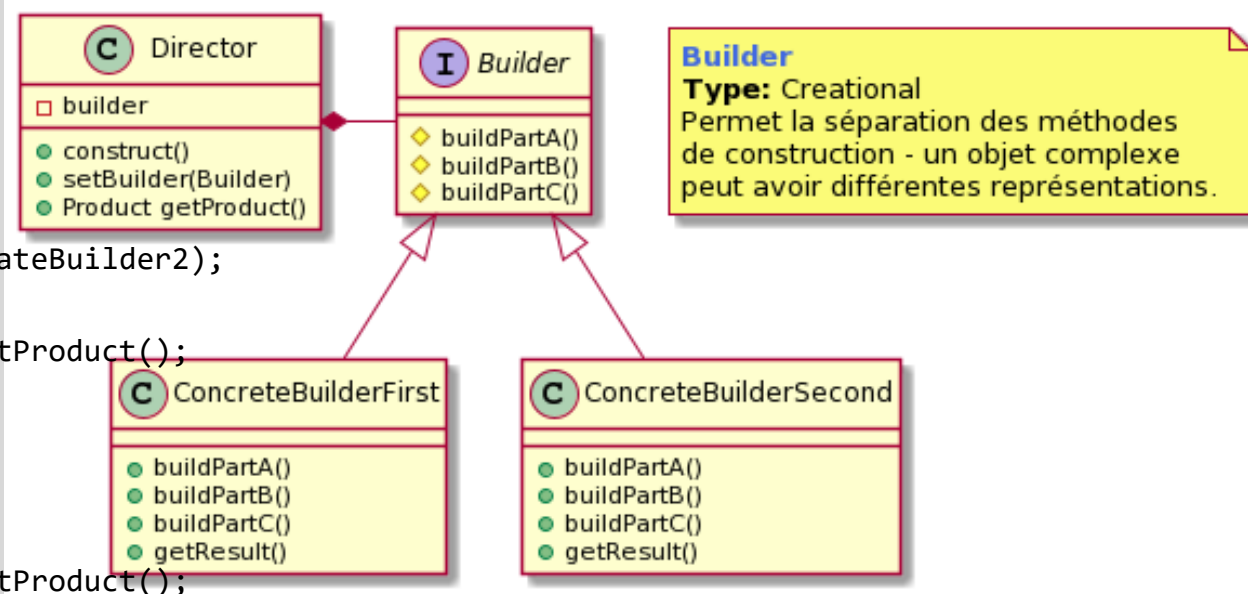 C Director
builder
construct()
setBuilder(Builder)
Product getProduct()
I Builder
buildPartA()
buildPartB()
buildPartC()
Builder
Type: Creational
Permet la séparation des méthodes
de construction - un objet complexe
peut avoir différentes représentations.
ateBuilder2);
tProduct();
C ConcreteBuilderFirst
buildPartA()
buildPartB()
buildPartC()
getResult()
C ConcreteBuilderSecond
buildPartA()
buildPartB()
buildPartC()
getResult()
tProduct();